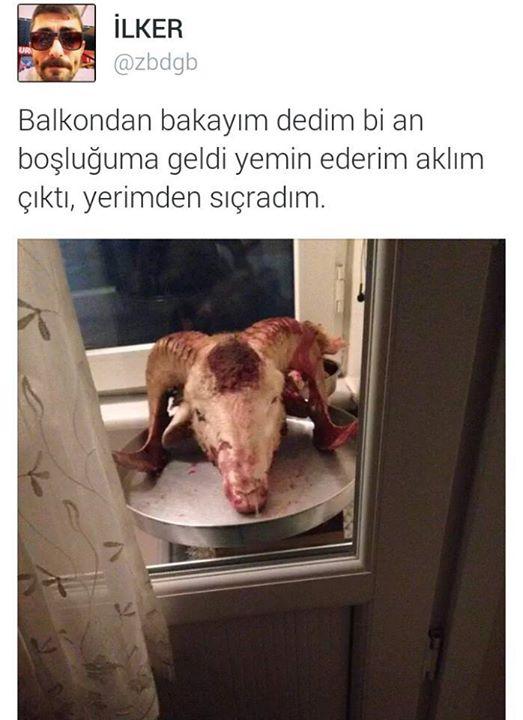 İLKER
@zbdgb
Balkondan bakayım dedim bi an
boşluğuma geldi yemin ederim aklım
çıktı, yerimden sıçradım.